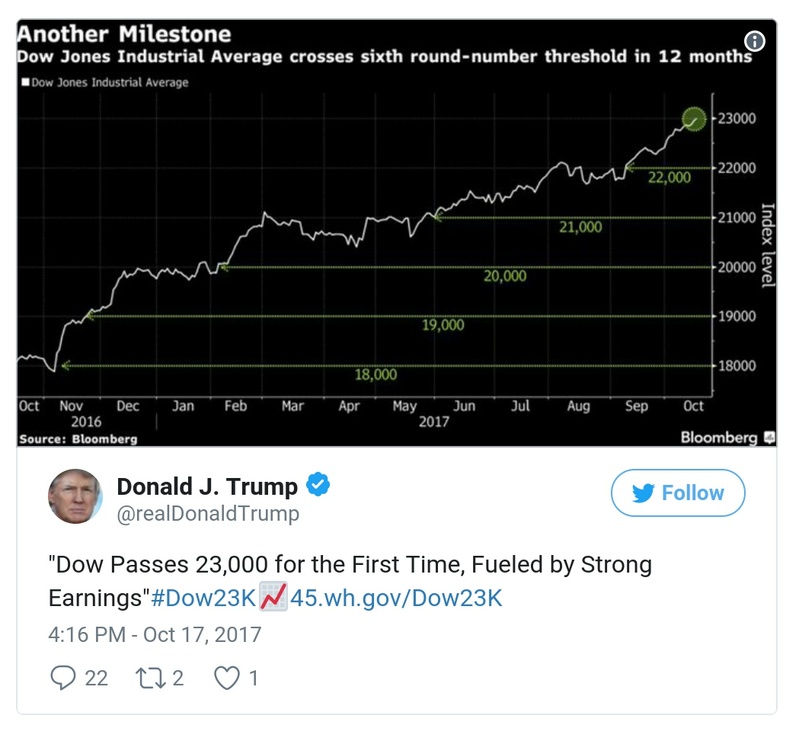 Another Milestone
Dow Jones Industrial Average crosses sixth round-number threshold in 12 months
Dow Jones Industrial Average
23000
22000
22,000
21000
21,000
20000
20,000
19000
19,000
18000
18,000
Index level
Oct Nov Dec Jan Feb Mar Apr May Jun Jul Aug Sep Oct
2016 2017
Source: Bloomberg
Bloomberg
Donald J. Trump
@realDonaldTrump
Follow
"Dow Passes 23,000 for the First Time, Fueled by Strong
Earnings"#Dow23K📈45.wh.gov/Dow23K
4:16 PM - Oct 17, 2017
22 2 1